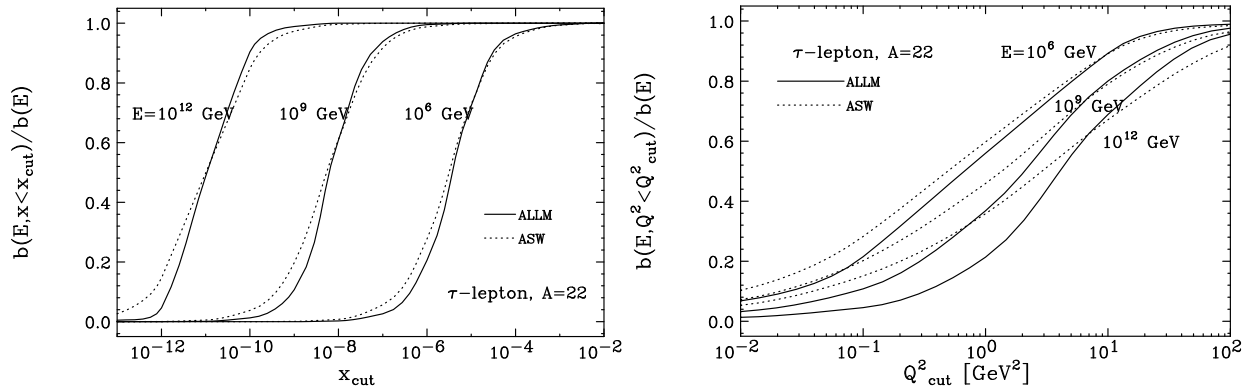 b(E,x<x_cut)/b(E)
1.0
0.8
0.6
0.4
0.2
0.0
E=10^12 GeV
10^9 GeV
10^6 GeV
ALLM
ASW
τ-lepton, A=22
10^-12
10^-10
10^-8
10^-6
10^-4
10^-2
x_cut
b(E,Q^2<Q^2_cut)/b(E)
1.0
0.8
0.6
0.4
0.2
0.0
τ-lepton, A=22
ALLM
ASW
E=10^6 GeV
10^9 GeV
10^12 GeV
10^-2
10^-1
10^0
10^1
10^2
Q^2_cut [GeV^2]